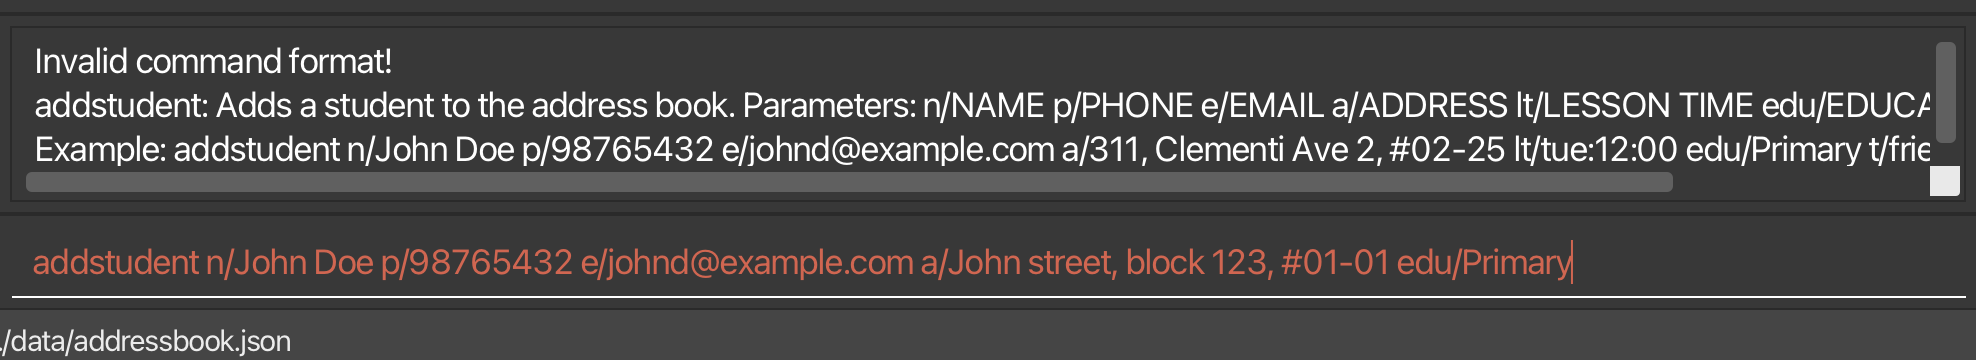 Invalid command format!
addstudent: Adds a student to the address book. Parameters: n/NAME p/PHONE e/EMAIL a/ADDRESS lt/LESSON TIME edu/EDUCA
Example: addstudent n/John Doe p/98765432 e/johnd@example.com a/311, Clementi Ave 2, #02-25 lt/tue:12:00 edu/Primary t/frie
addstudent n/John Doe p/98765432 e/johnd@example.com a/John street, block 123, #01-01 edu/Primary
./data/addressbook.json